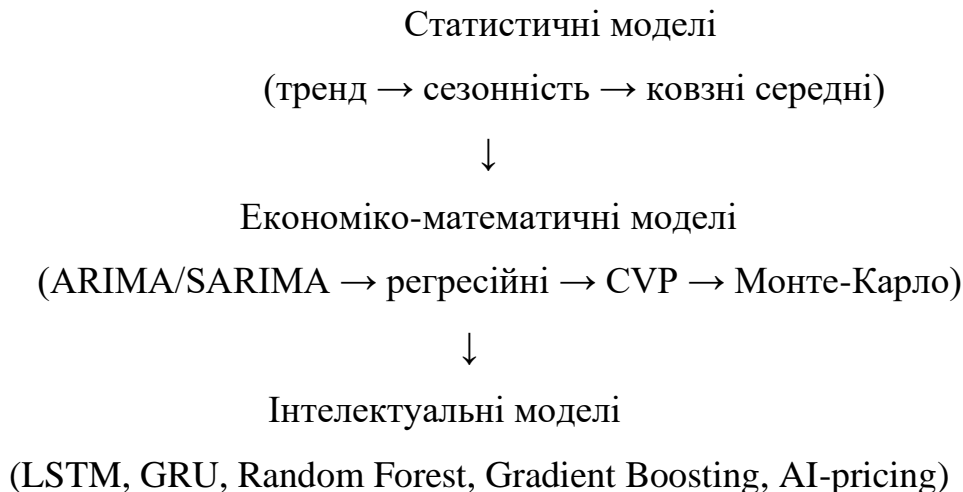 Статистичні моделі
(тренд → сезонність → ковзні середні)
↓
Економіко-математичні моделі
(ARIMA/SARIMA → регресійні → CVP → Монте-Карло)
↓
Інтелектуальні моделі
(LSTM, GRU, Random Forest, Gradient Boosting, AI-pricing)